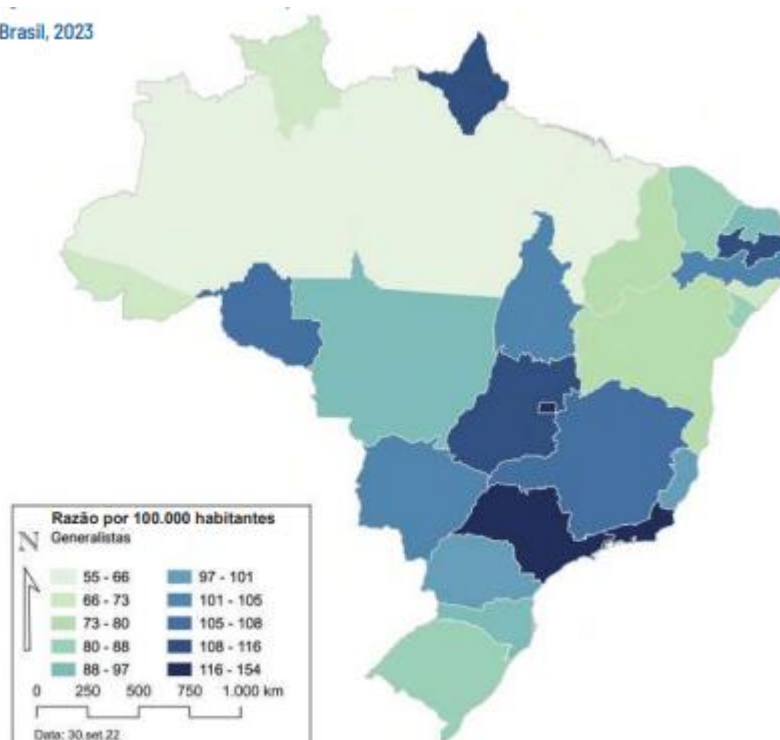 Brasil, 2023
Razão por 100.000 habitantes
N Generalistas
55 - 66
66 - 73
73 - 80
80 - 88
88 - 97
97 - 101
101 - 105
105 - 108
108 - 116
116 - 154
0 250 500 750 1.000 km
Data: 30.set.22